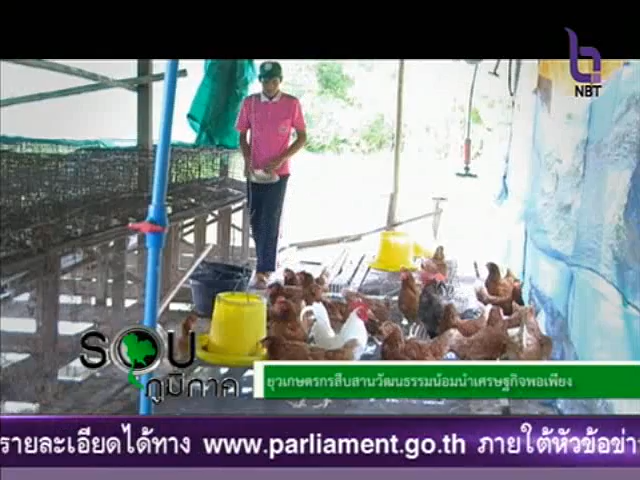 NBT
รอบ
ภูมิภาค
ยุวเกษตรกรสืบสานวัฒนธรรมน้อมนำเศรษฐกิจพอเพียง
รายละเอียดได้ทาง www.parliament.go.th ภายใต้หัวข้อข่า